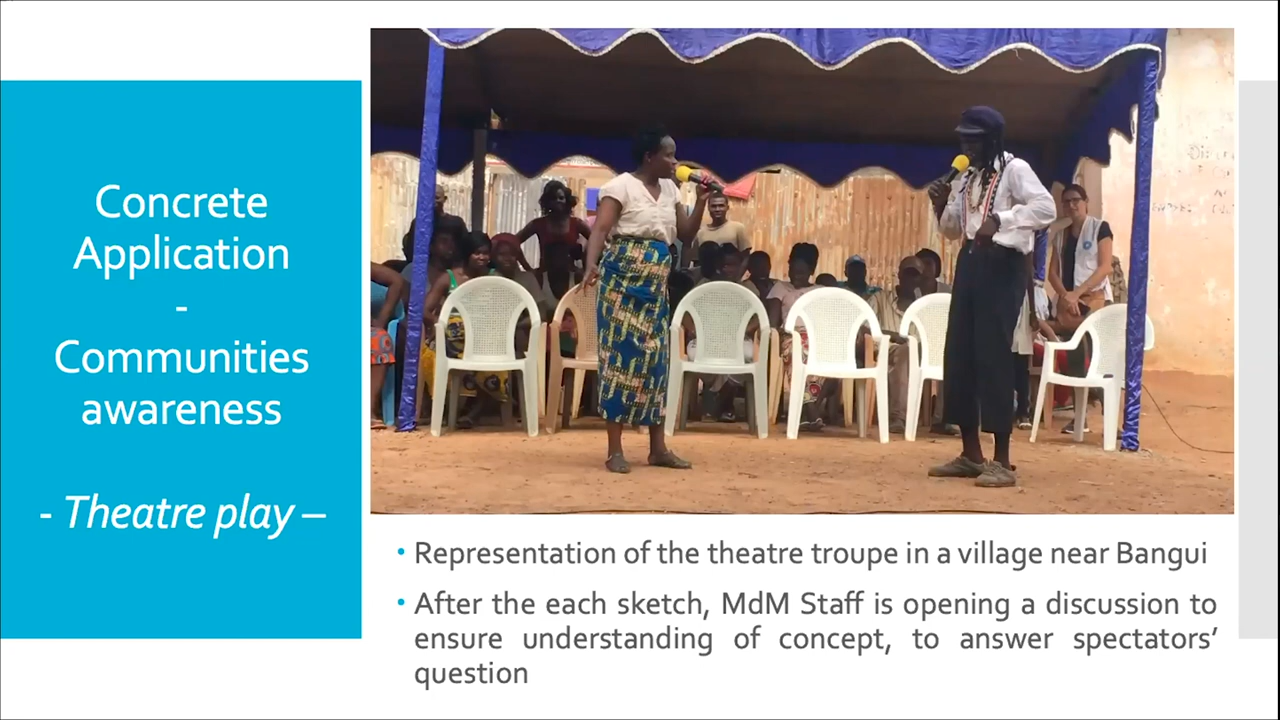 Concrete
Application
-
Communities
awareness
- Theatre play –
• Representation of the theatre troupe in a village near Bangui
• After the each sketch, MdM Staff is opening a discussion to
ensure understanding of concept, to answer spectators’
question